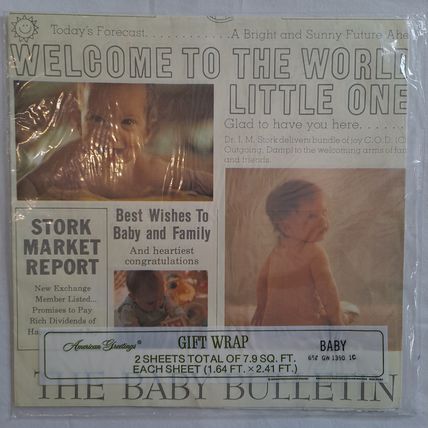 Today's Forecast . . . . . . . . . . . . A Bright and Sunny Future Ahe
WELCOME TO THE WORLD
LITTLE ONE
Glad to have you here. . . . . .
Dr. I. M. Stork delivers bundle of joy C.O.D. (C
Outgoing, Damp) to the welcoming arms of fam
and friends.
STORK
MARKET
REPORT
New Exchange
Member Listed...
Promises to Pay
Rich Dividends of
Best Wishes To
Baby and Family
And heartiest
congratulations
American Greetings®
GIFT WRAP
2 SHEETS TOTAL OF 7.9 SQ. FT.
EACH SHEET (1.64 FT. × 2.41 FT.)
BABY
THE BABY BULLETIN